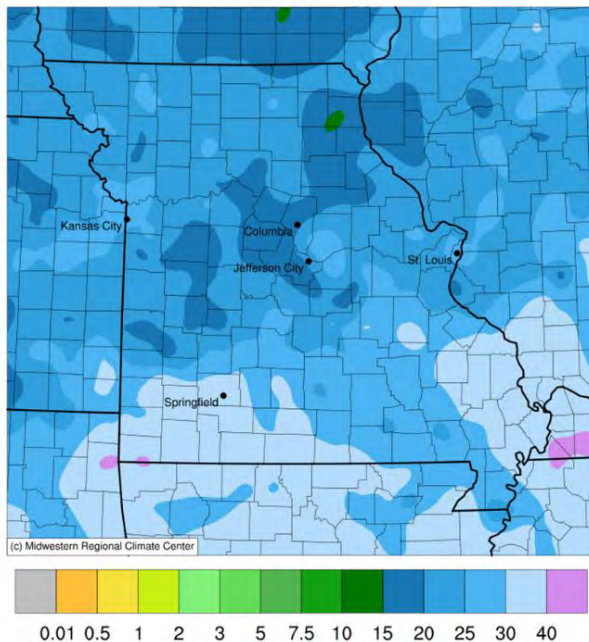 Kansas City
Columbia
Jefferson City
St. Louis
Springfield
(c) Midwestern Regional Climate Center
0.01 0.5 1 2 3 5 7.5 10 15 20 25 30 40